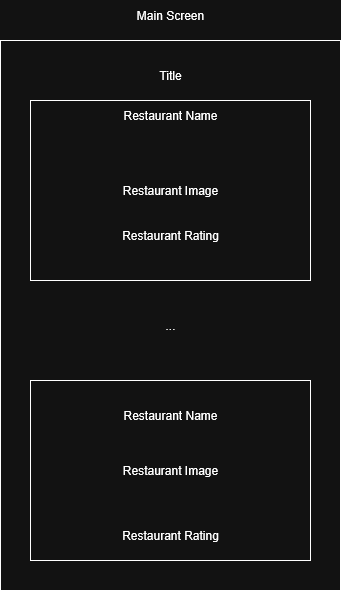 Main Screen
Title
Restaurant Name
Restaurant Image
Restaurant Rating
...
Restaurant Name
Restaurant Image
Restaurant Rating